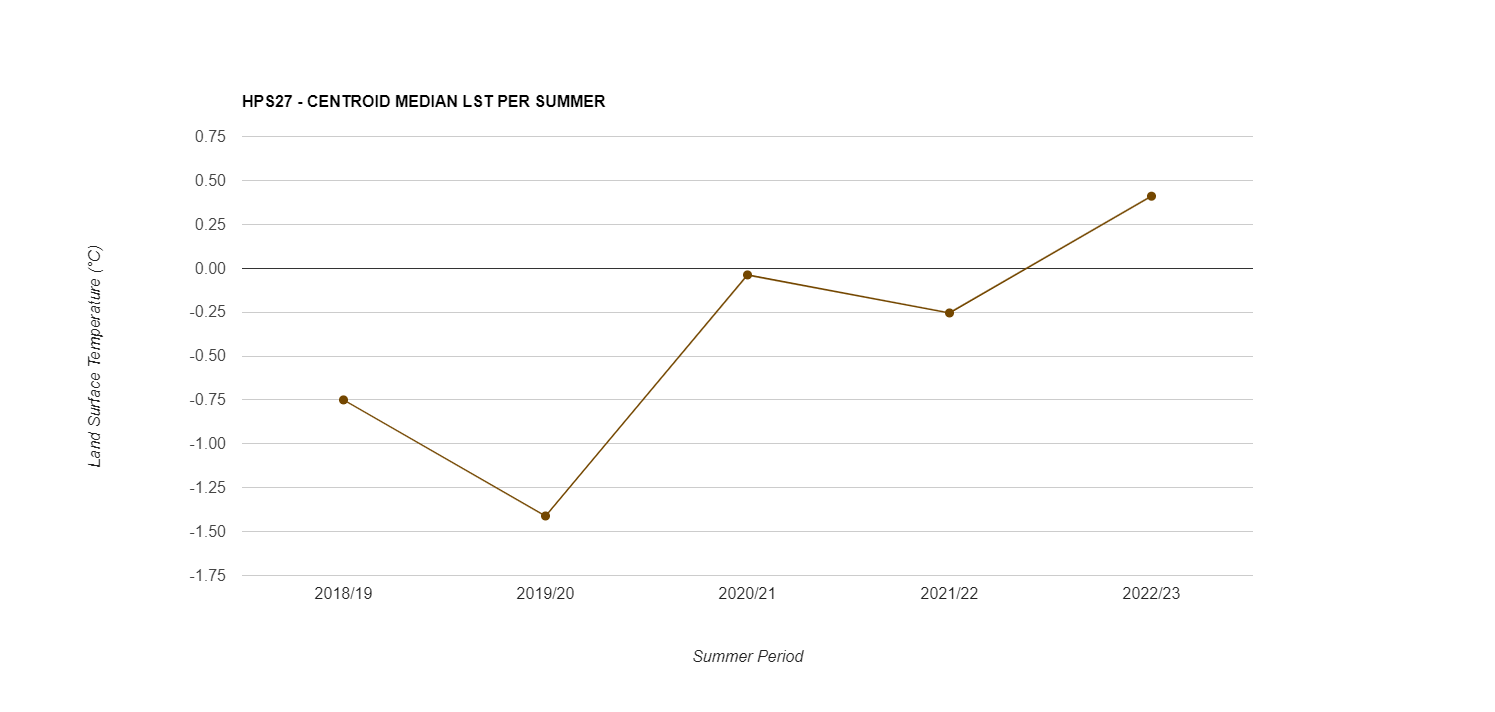 HPS27 - CENTROID MEDIAN LST PER SUMMER
0.75
0.50
0.25
0.00
-0.25
-0.50
-0.75
-1.00
-1.25
-1.50
-1.75
Land Surface Temperature (°C)
2018/19 2019/20 2020/21 2021/22 2022/23
Summer Period